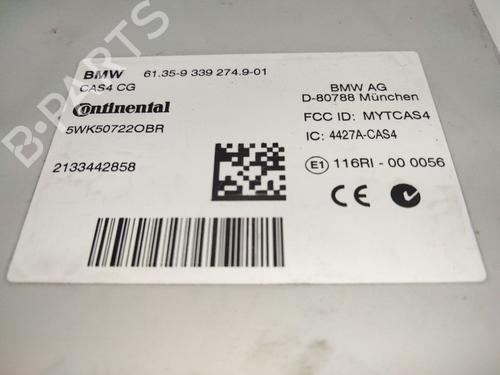 BMW 61.35-9 339 274.9-01
CAS4 CG
Continental
5WK50722OBR
2133442858
BMW AG
D-80788 München
FCC ID: MYTCAS4
IC: 4427A-CAS4
E1 116RI - 00 0056
CE
B-PARTS